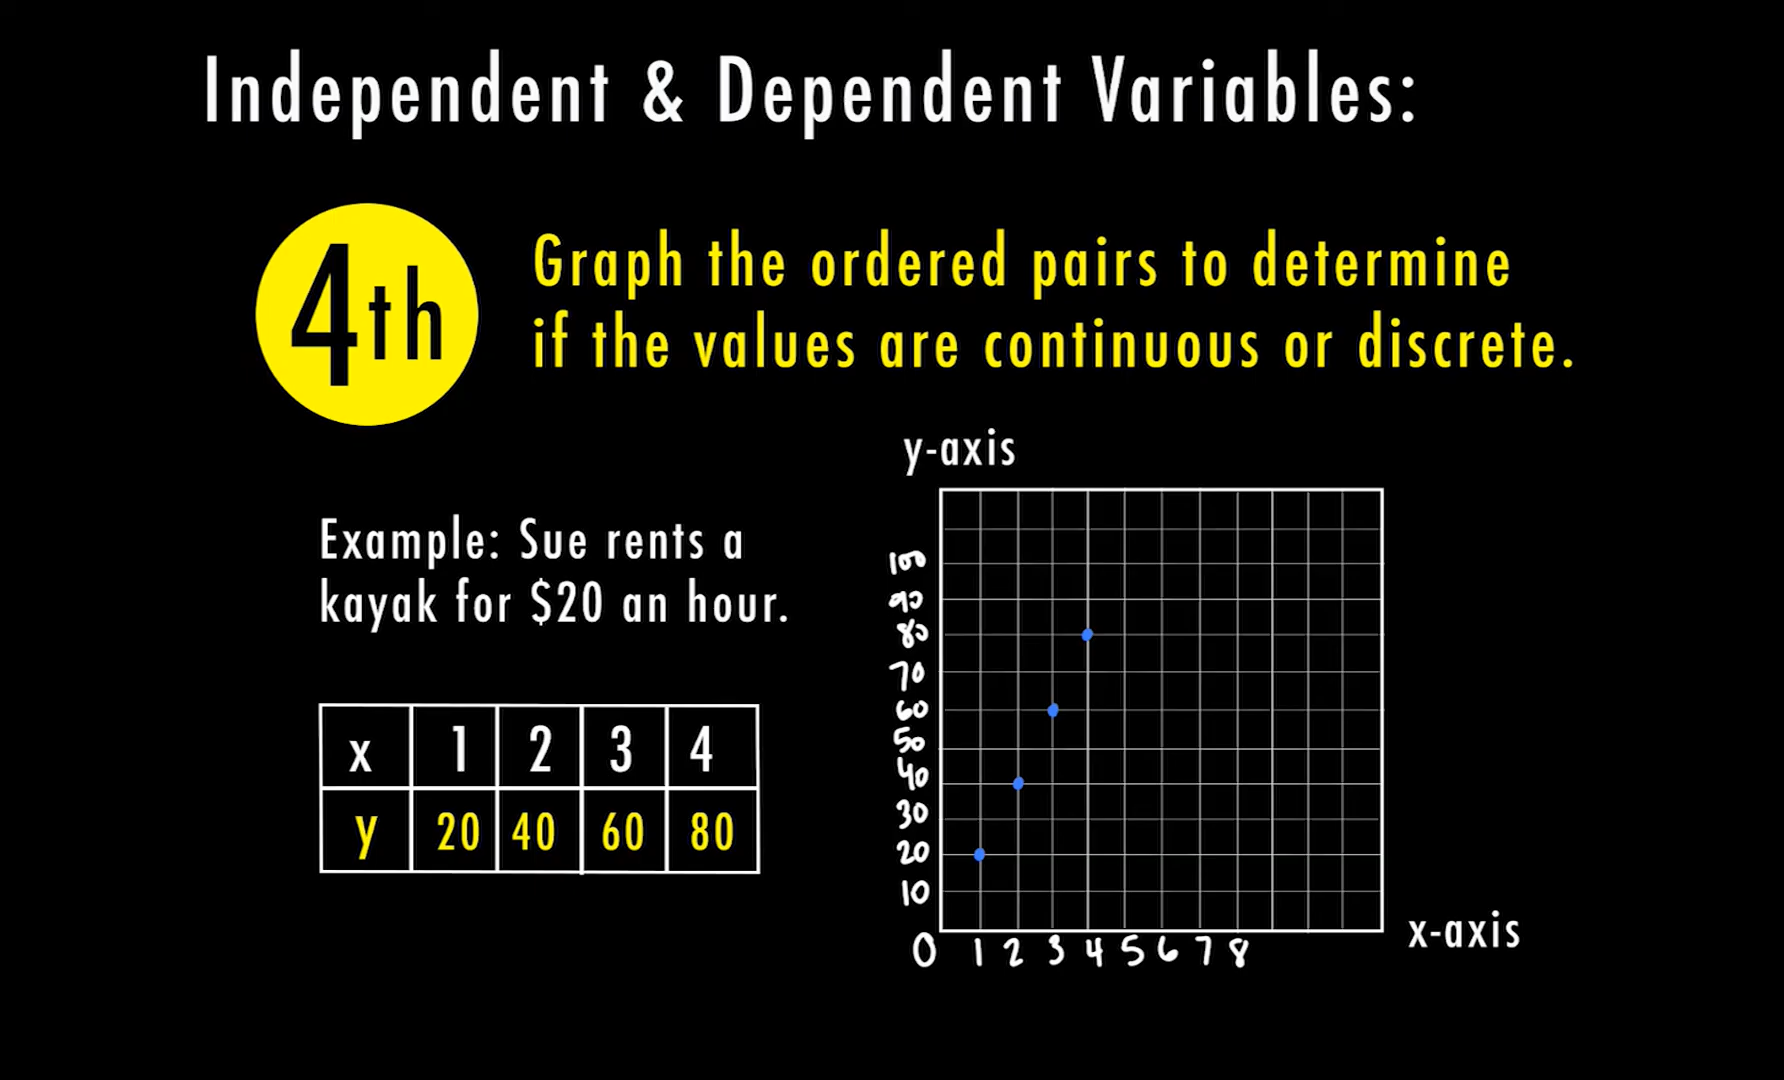 Independent & Dependent Variables:
4th
Graph the ordered pairs to determine
if the values are continuous or discrete.
Example: Sue rents a
kayak for $20 an hour.
x 1 2 3 4
y 20 40 60 80
y-axis
100
90
80
70
60
50
40
30
20
10
0 1 2 3 4 5 6 7 8
x-axis